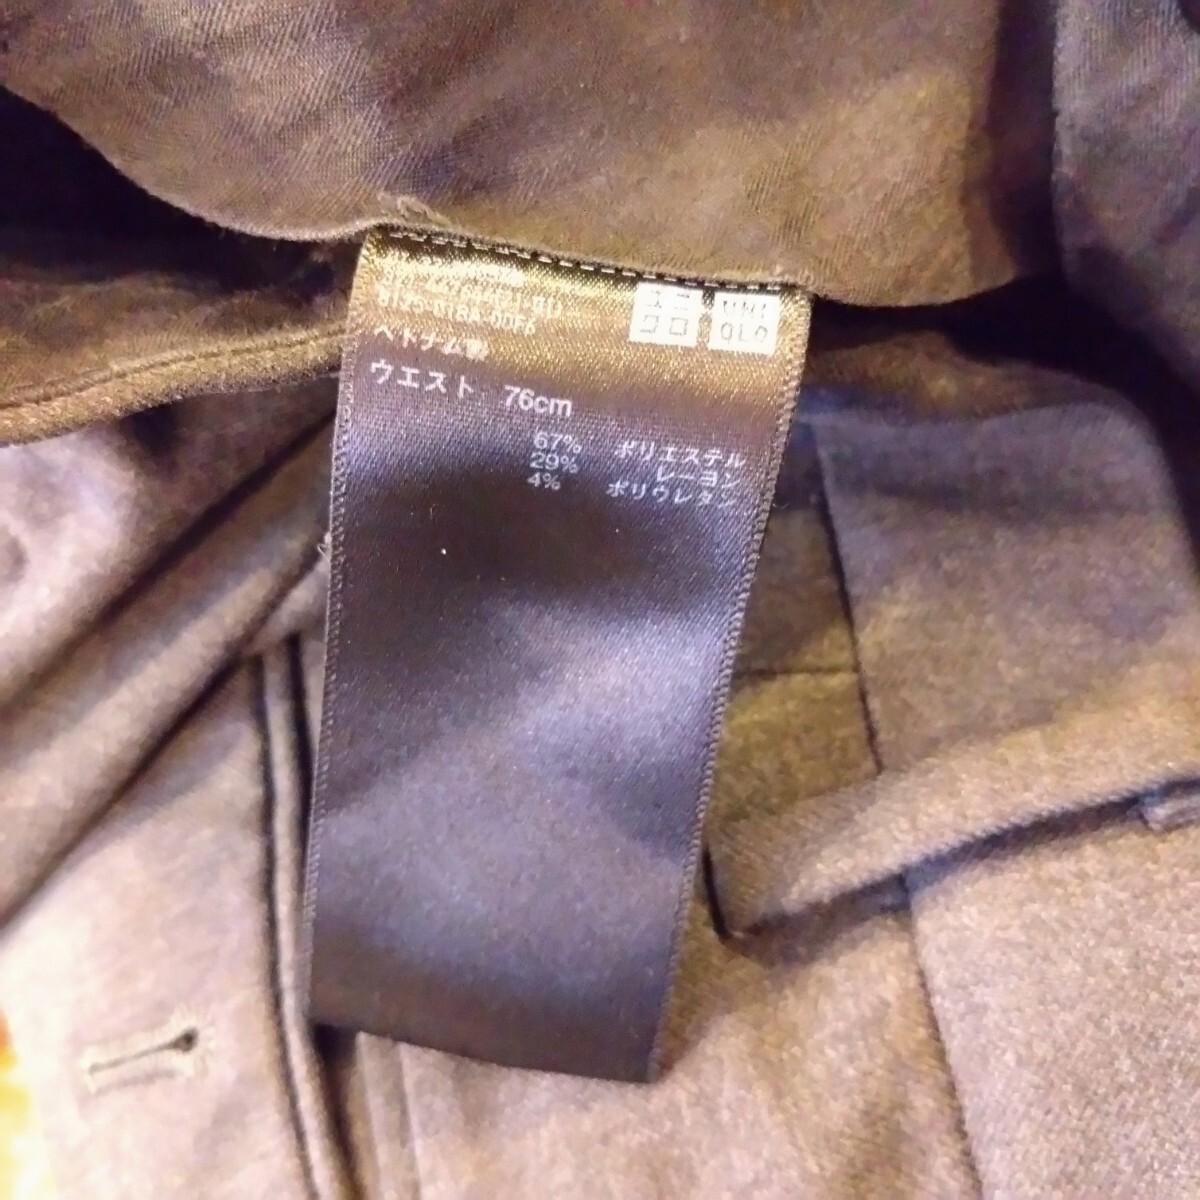 ユニ
クロ
UNI
QLO
ベトナム製
ウエスト 76cm
67% ポリエステル
29% レーヨン
4% ポリウレタン